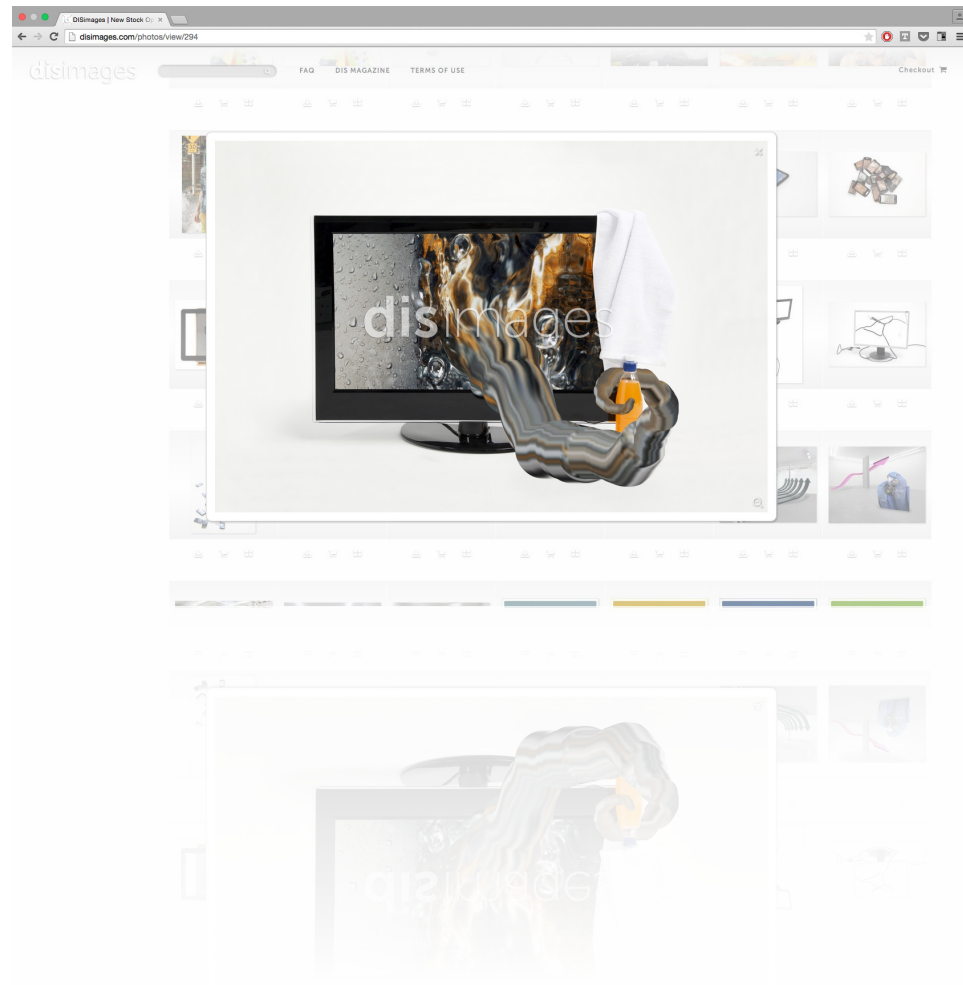 DISimages | New Stock Op
disimages.com/photos/view/294
disimages
FAQ DIS MAGAZINE TERMS OF USE
Checkout
disimages